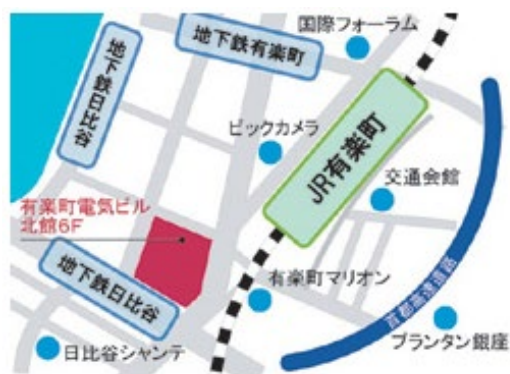 国際フォーラム
地下鉄有楽町
地下鉄日比谷
ビックカメラ
JR有楽町
交通会館
有楽町電気ビル
北館6F
地下鉄日比谷
有楽町マリオン
首都高速道路
プランタン銀座
日比谷シャンテ